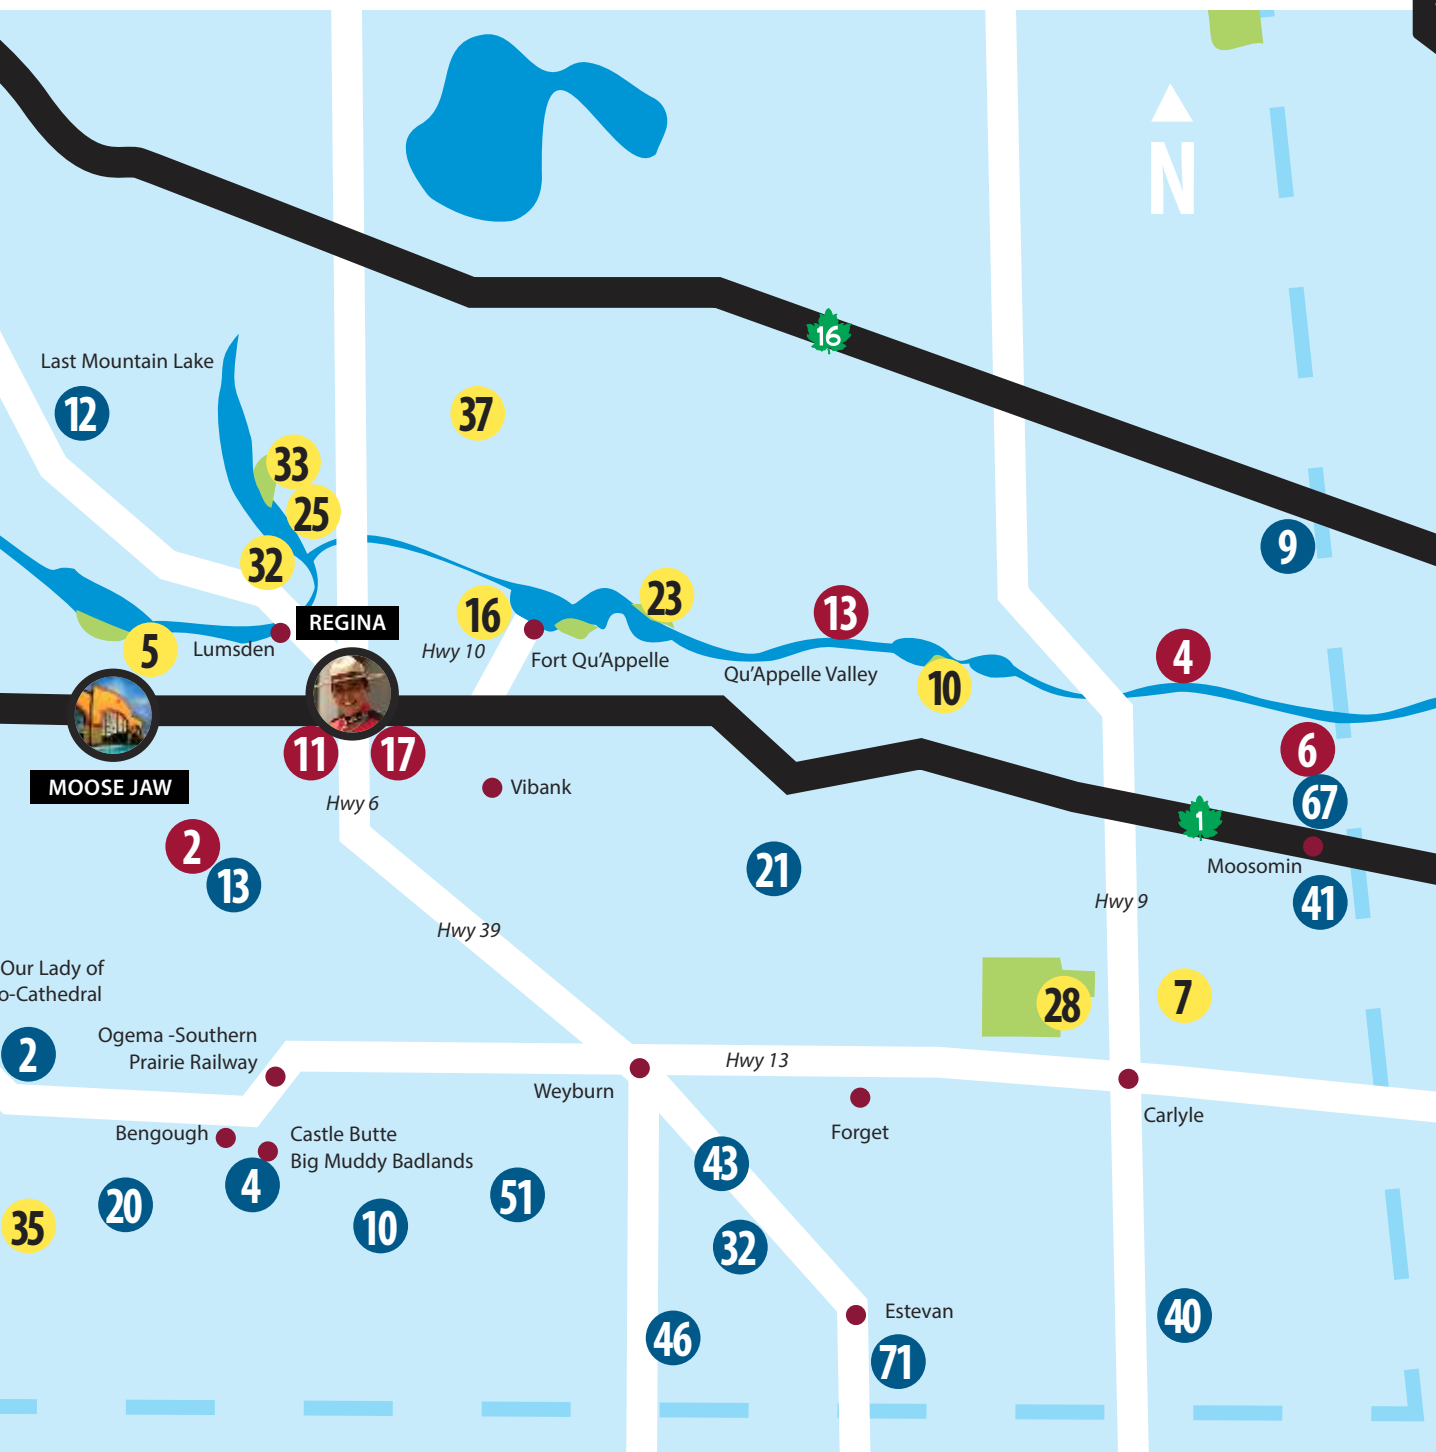 N
16
Last Mountain Lake
12
37
33
25
9
32
16
23
13
REGINA
5
Lumsden
Hwy 10
Fort Qu'Appelle
4
Qu'Appelle Valley
10
11
17
6
MOOSE JAW
Vibank
Hwy 6
67
1
2
13
21
Moosomin
41
Hwy 9
Hwy 39
Our Lady of
o-Cathedral
28
7
2
Ogema -Southern
Prairie Railway
Hwy 13
Weyburn
Carlyle
Forget
Bengough
Castle Butte
Big Muddy Badlands
43
4
51
20
10
35
32
Estevan
40
46
71